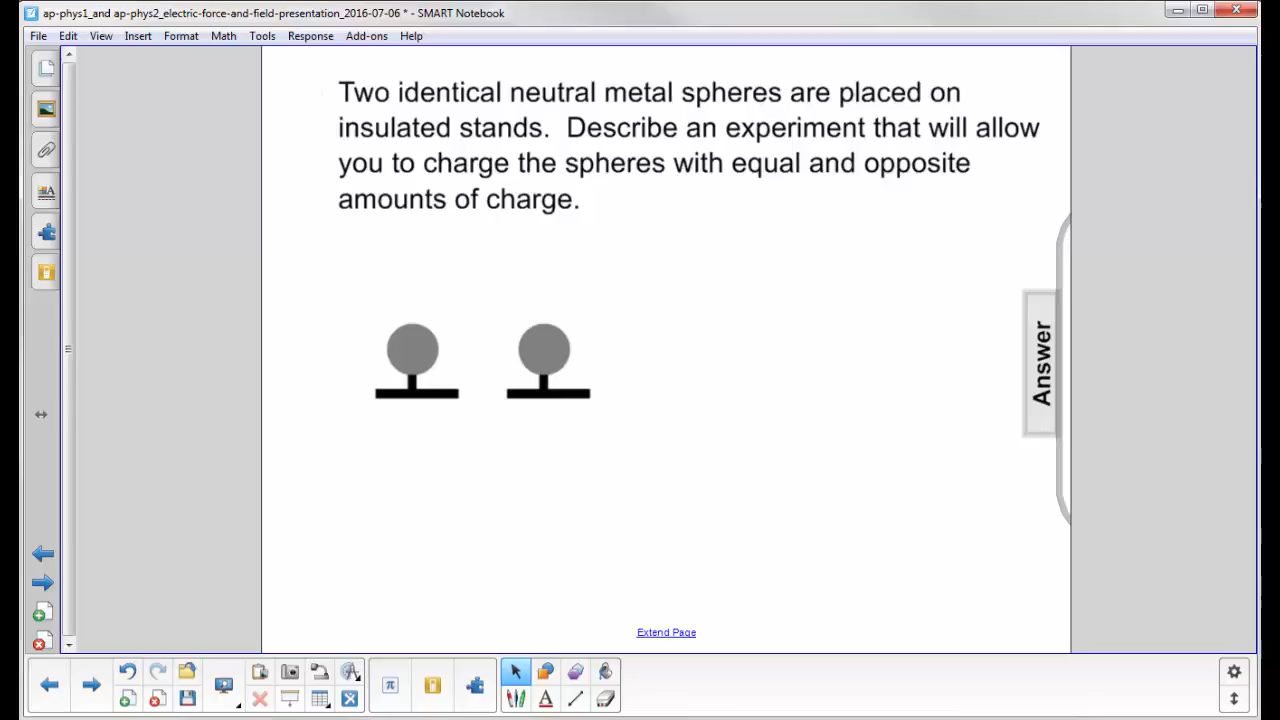 ap-phys1_and ap-phys2_electric-force-and-field-presentation_2016-07-06 * - SMART Notebook
File Edit View Insert Format Math Tools Response Add-ons Help
Two identical neutral metal spheres are placed on
insulated stands.  Describe an experiment that will allow
you to charge the spheres with equal and opposite
amounts of charge.
Answer
Extend Page